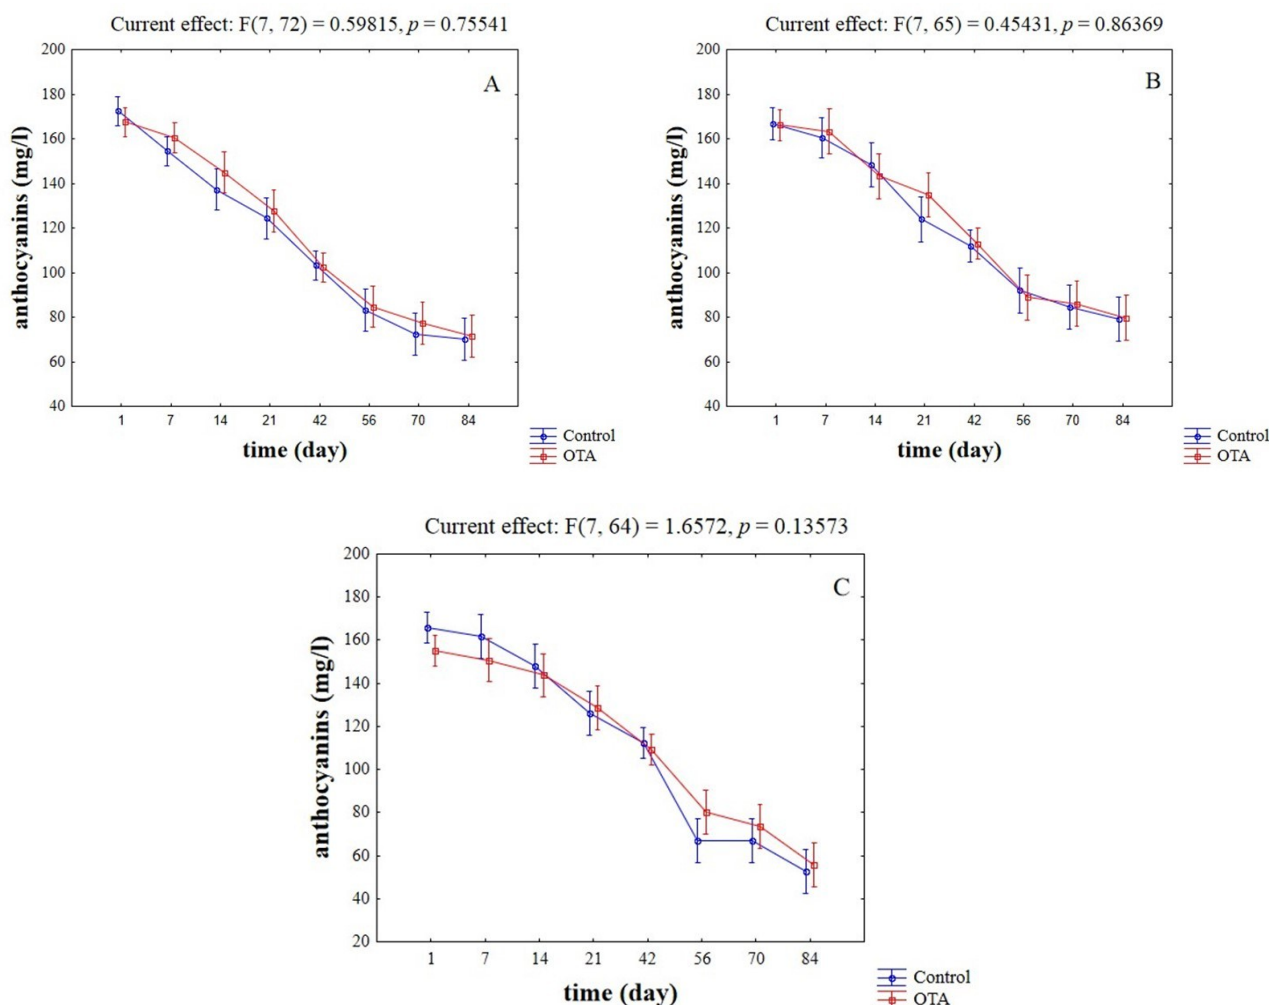 Current effect: F(7, 72) = 0.59815, p = 0.75541
A
200
180
160
140
120
100
80
60
40
anthocyanins (mg/l)
1 7 14 21 42 56 70 84
time (day)
Control
OTA
Current effect: F(7, 65) = 0.45431, p = 0.86369
B
200
180
160
140
120
100
80
60
40
anthocyanins (mg/l)
1 7 14 21 42 56 70 84
time (day)
Control
OTA
Current effect: F(7, 64) = 1.6572, p = 0.13573
C
200
180
160
140
120
100
80
60
40
20
anthocyanins (mg/l)
1 7 14 21 42 56 70 84
time (day)
Control
OTA